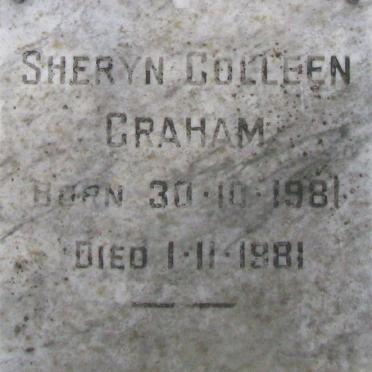 SHERYN COLLEEN
GRAHAM
BORN 30·10·1981
DIED 1·11·1981